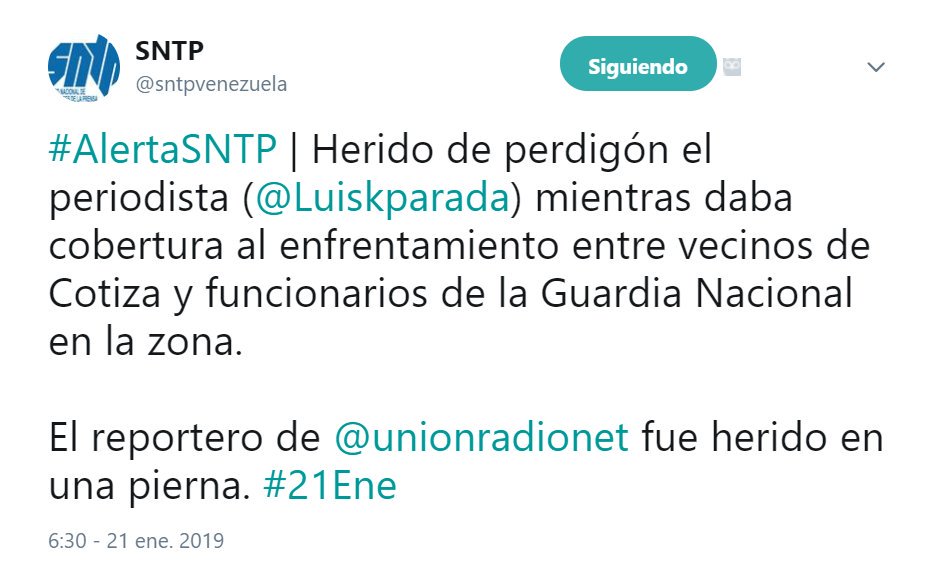 SNTP
@sntpvenezuela
Siguiendo
#AlertaSNTP | Herido de perdigón el
periodista (@Luiskparada) mientras daba
cobertura al enfrentamiento entre vecinos de
Cotiza y funcionarios de la Guardia Nacional
en la zona.
El reportero de @unionradionet fue herido en
una pierna. #21Ene
6:30 - 21 ene. 2019